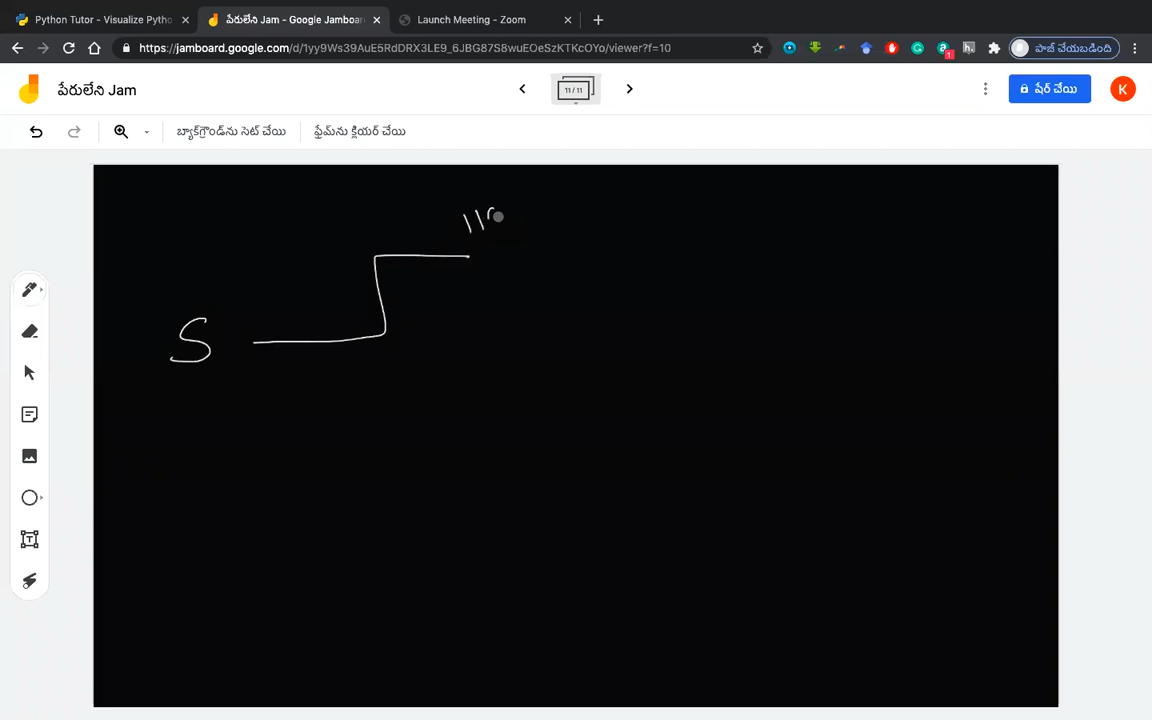 Python Tutor - Visualize Pytho
పేరులేని Jam - Google Jamboar
Launch Meeting - Zoom
https://jamboard.google.com/d/1yy9Ws39AuE5RdDRX3LE9_6JBG87S8wuEOeSzKTKcOYo/viewer?f=10
1
పాజ్ చేయబడింది
పేరులేని Jam
11 / 11
షేర్ చేయి
K
బ్యాక్‌గ్రౌండ్‌ను సెట్ చేయి
ఫ్రేమ్‌ను క్లియర్ చేయి
S